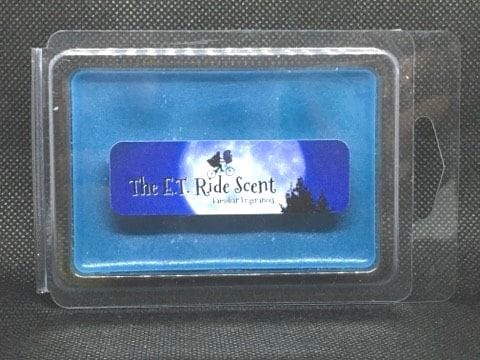 The E.T. Ride Scent
Familiar Fragrances